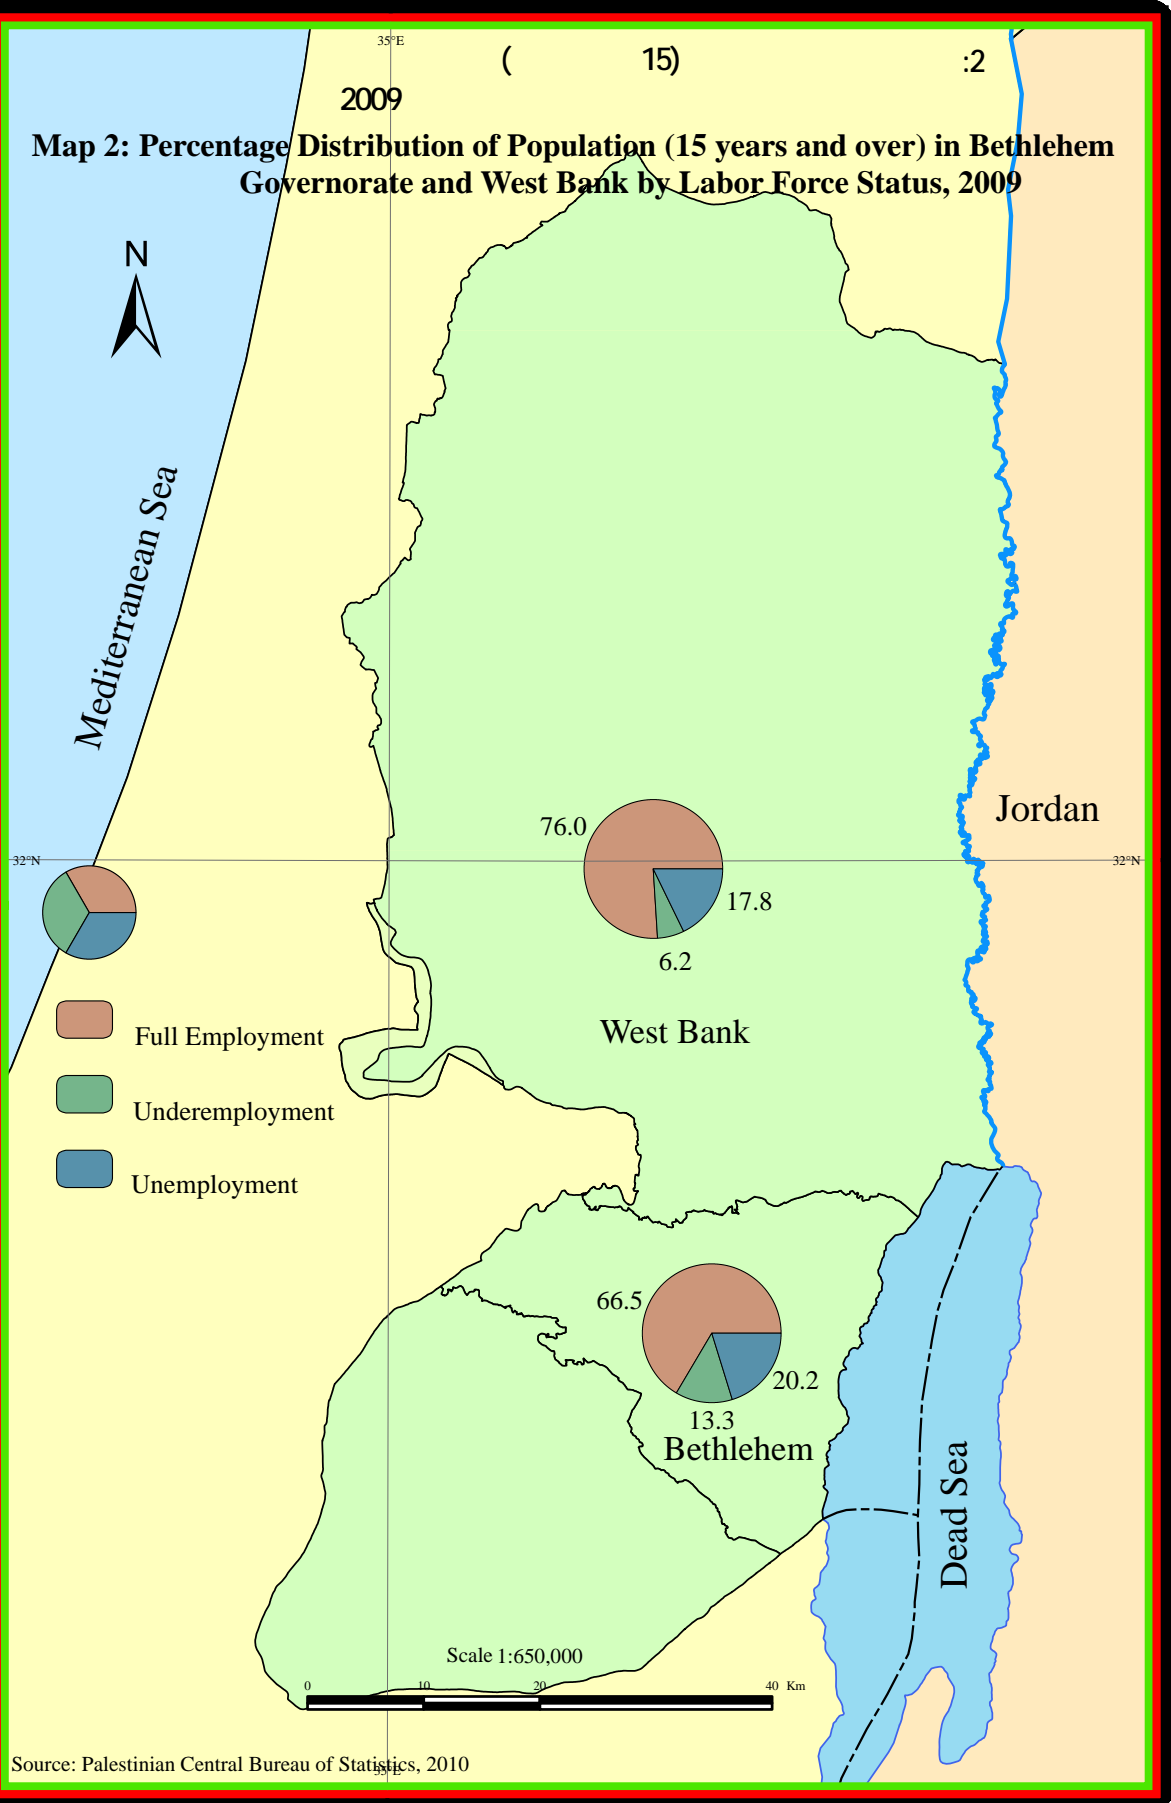 35°E
( 15) :2
2009
Map 2: Percentage Distribution of Population (15 years and over) in Bethlehem
Governorate and West Bank by Labor Force Status, 2009
N
Mediterranean Sea
Jordan
76.0
32°N
32°N
17.8
6.2
West Bank
Full Employment
Underemployment
Unemployment
66.5
20.2
13.3
Bethlehem
Dead Sea
Scale 1:650,000
0 10 20 40 Km
Source: Palestinian Central Bureau of Statistics, 2010
35°E